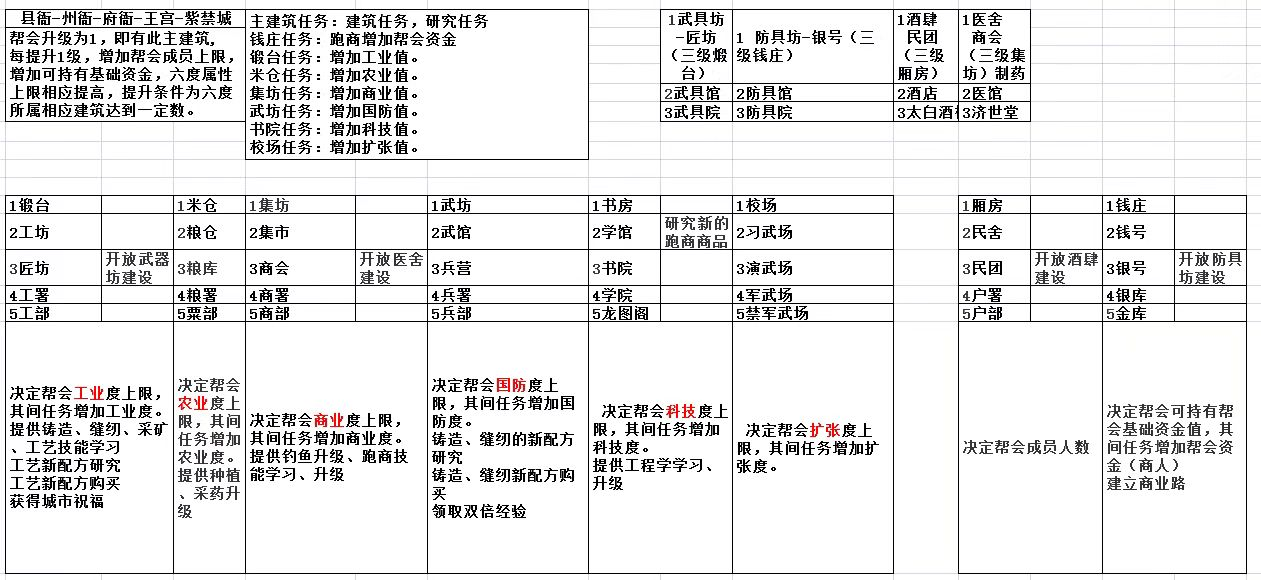 县衙-州衙-府衙-王宫-紫禁城
帮会升级为1，即有此主建筑,
每提升1级，增加帮会成员上限，
增加可持有基础资金，六度属性
上限相应提高，提升条件为六度
所属相应建筑达到一定数。
主建筑任务：建筑任务，研究任务
钱庄任务：跑商增加帮会资金
锻台任务：增加工业值。
米仓任务：增加农业值。
集坊任务：增加商业值。
武坊任务：增加国防值。
书院任务：增加科技值。
校场任务：增加扩张值。
1武具坊
-匠坊
（三级煅
台）
1 防具坊-银号（三
级钱庄）
1酒肆
民团
（三级
厢房）
1医舍
商会
（三级集
坊）制药
2武具馆
2防具馆
2酒店
2医馆
3武具院
3防具院
3太白酒
3济世堂
1锻台
1米仓
1集坊
1武坊
1书房
1校场
1厢房
1钱庄
2工坊
2粮仓
2集市
2武馆
2学馆
研究新的
跑商商品
2习武场
2民舍
2钱号
3匠坊
开放武器
坊建设
3粮库
3商会
开放医舍
建设
3兵营
3书院
3演武场
3民团
开放酒肆
建设
3银号
开放防具
坊建设
4工署
4粮署
4商署
4兵署
4学院
4军武场
4户署
4银库
5工部
5粟部
5商部
5兵部
5龙图阁
5禁军武场
5户部
5金库
决定帮会工业度上限，
其间任务增加工业度。
提供铸造、缝纫、采矿
、工艺技能学习
工艺新配方研究
工艺新配方购买
获得城市祝福
决定帮会
农业度上
限，其间
任务增加
农业度。
提供种植
、采药升
级
决定帮会商业度上限，
其间任务增加商业度。
提供钓鱼升级、跑商技
能学习、升级
决定帮会国防度上
限，其间任务增加国
防度。
铸造、缝纫的新配方
研究
铸造、缝纫新配方购
买
领取双倍经验
决定帮会科技度上
限，其间任务增加
科技度。
提供工程学学习、
升级
决定帮会扩张度上
限，其间任务增加扩
张度。
决定帮会成员人数
决定帮会可持有帮
会基础资金值，其
间任务增加帮会资
金（商人）
建立商业路